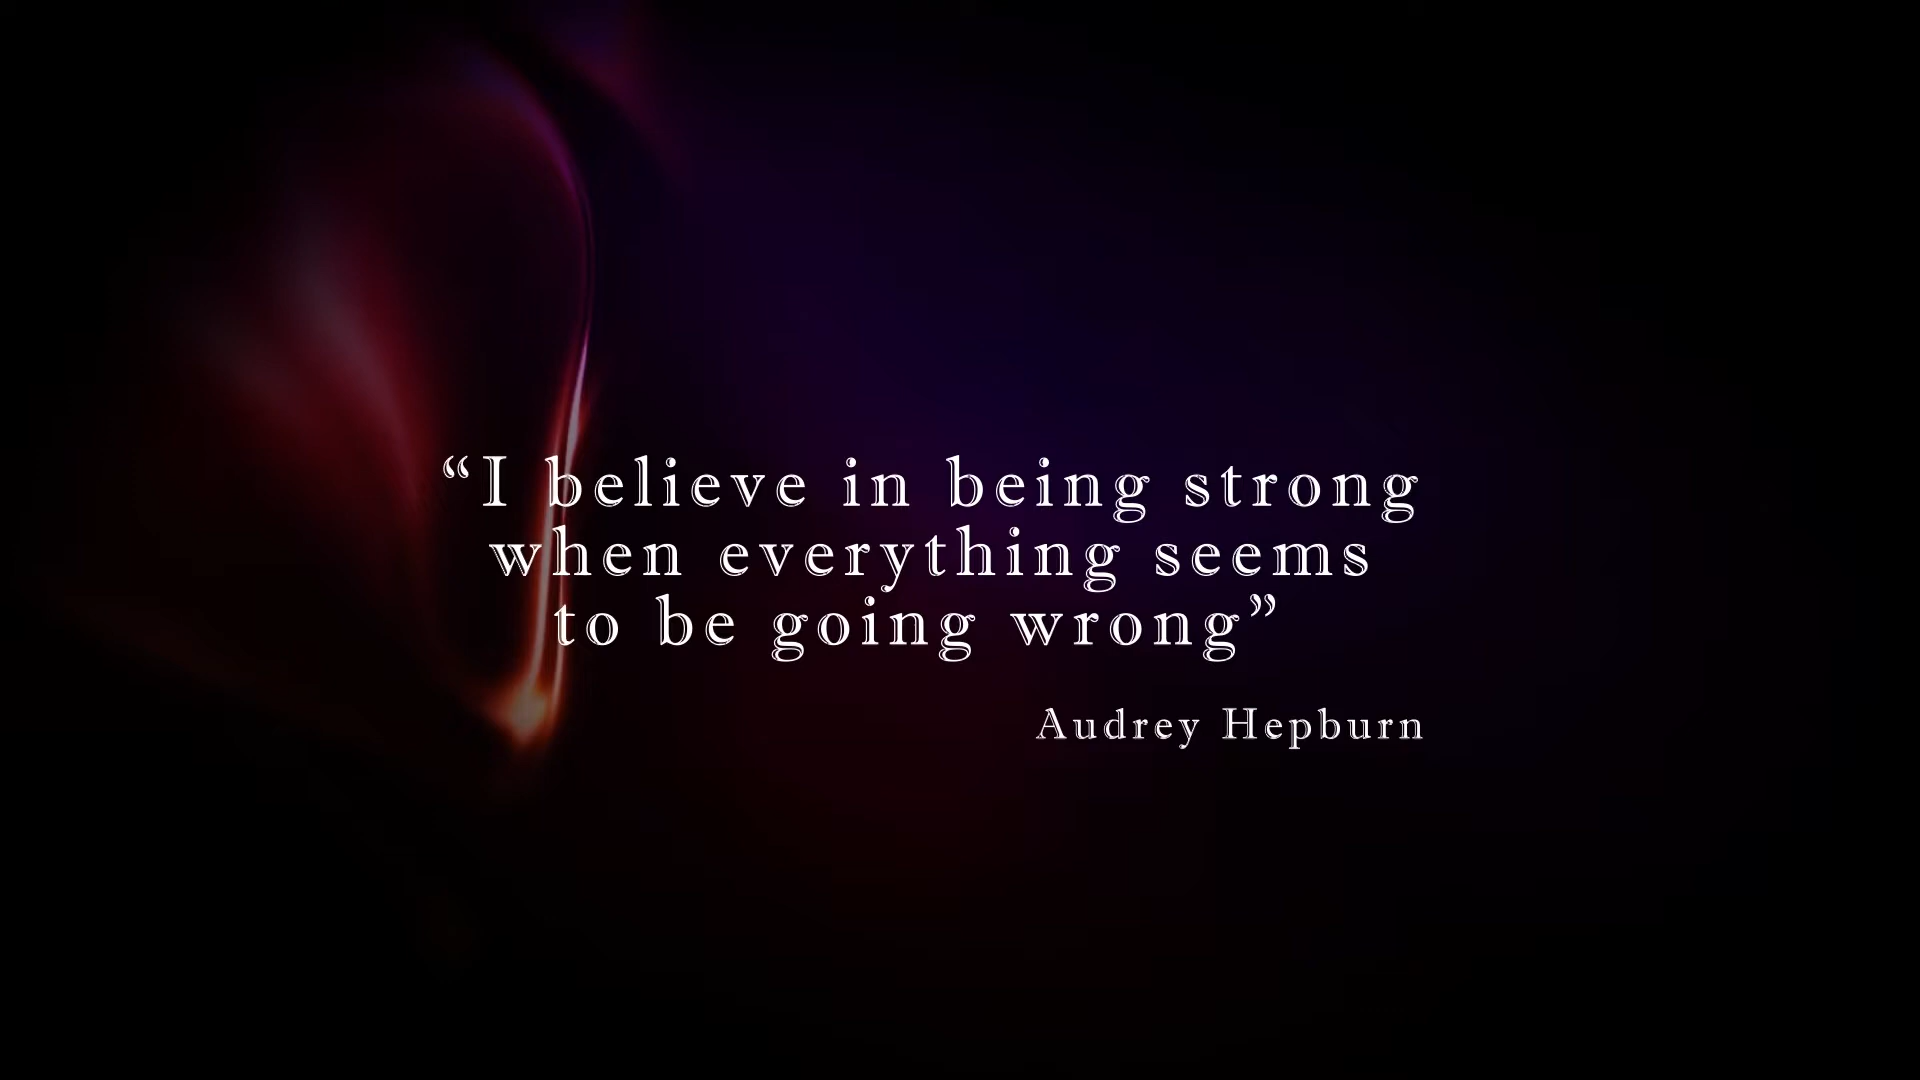 “I believe in being strong
when everything seems
to be going wrong”
Audrey Hepburn